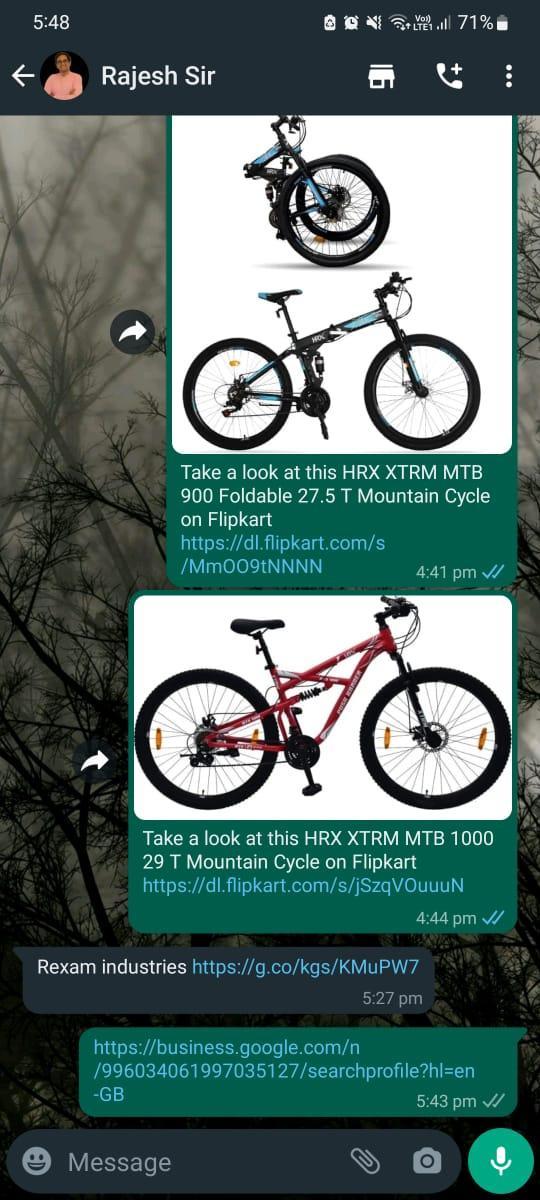 5:48
Vo))
LTE1
71%
Rajesh Sir
HRX
Take a look at this HRX XTRM MTB
900 Foldable 27.5 T Mountain Cycle
on Flipkart
https://dl.flipkart.com/s
/MmOO9tNNNN
4:41 pm
Take a look at this HRX XTRM MTB 1000
29 T Mountain Cycle on Flipkart
https://dl.flipkart.com/s/jSzqVOuuuN
4:44 pm
Rexam industries https://g.co/kgs/KMuPW7
5:27 pm
https://business.google.com/n
/996034061997035127/searchprofile?hl=en
-GB
5:43 pm
Message